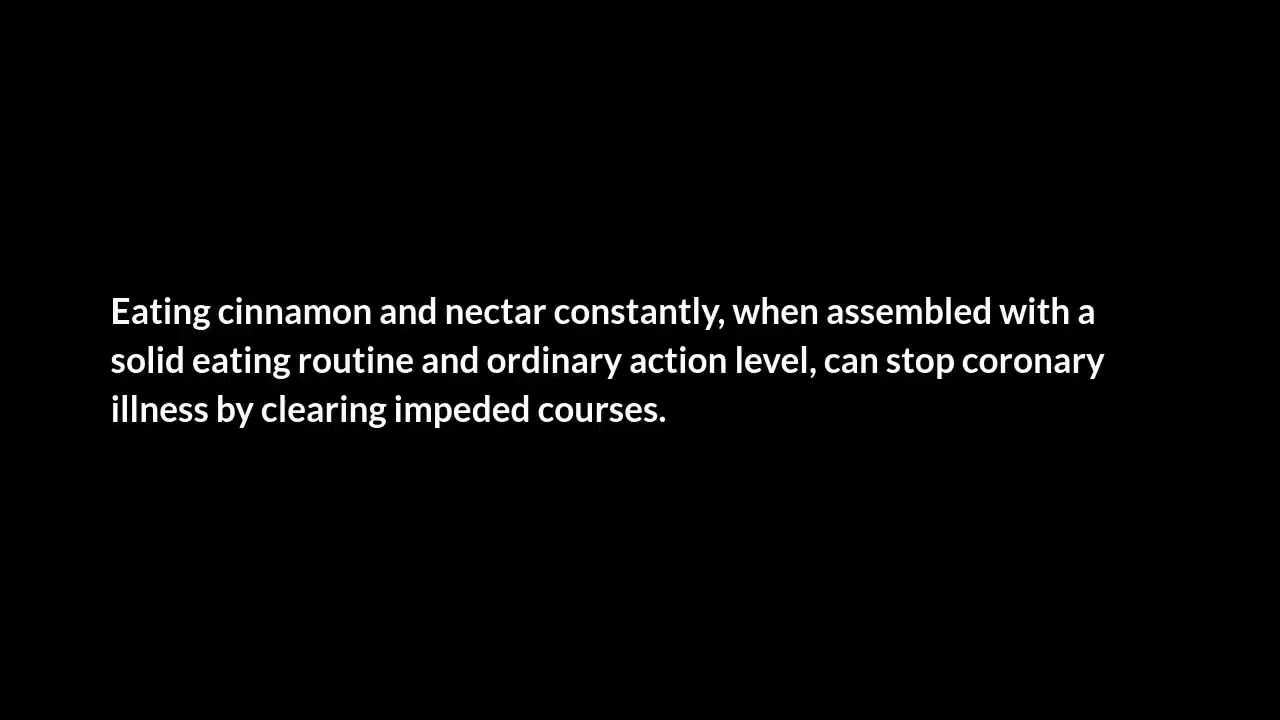 Eating cinnamon and nectar constantly, when assembled with a
solid eating routine and ordinary action level, can stop coronary
illness by clearing impeded courses.